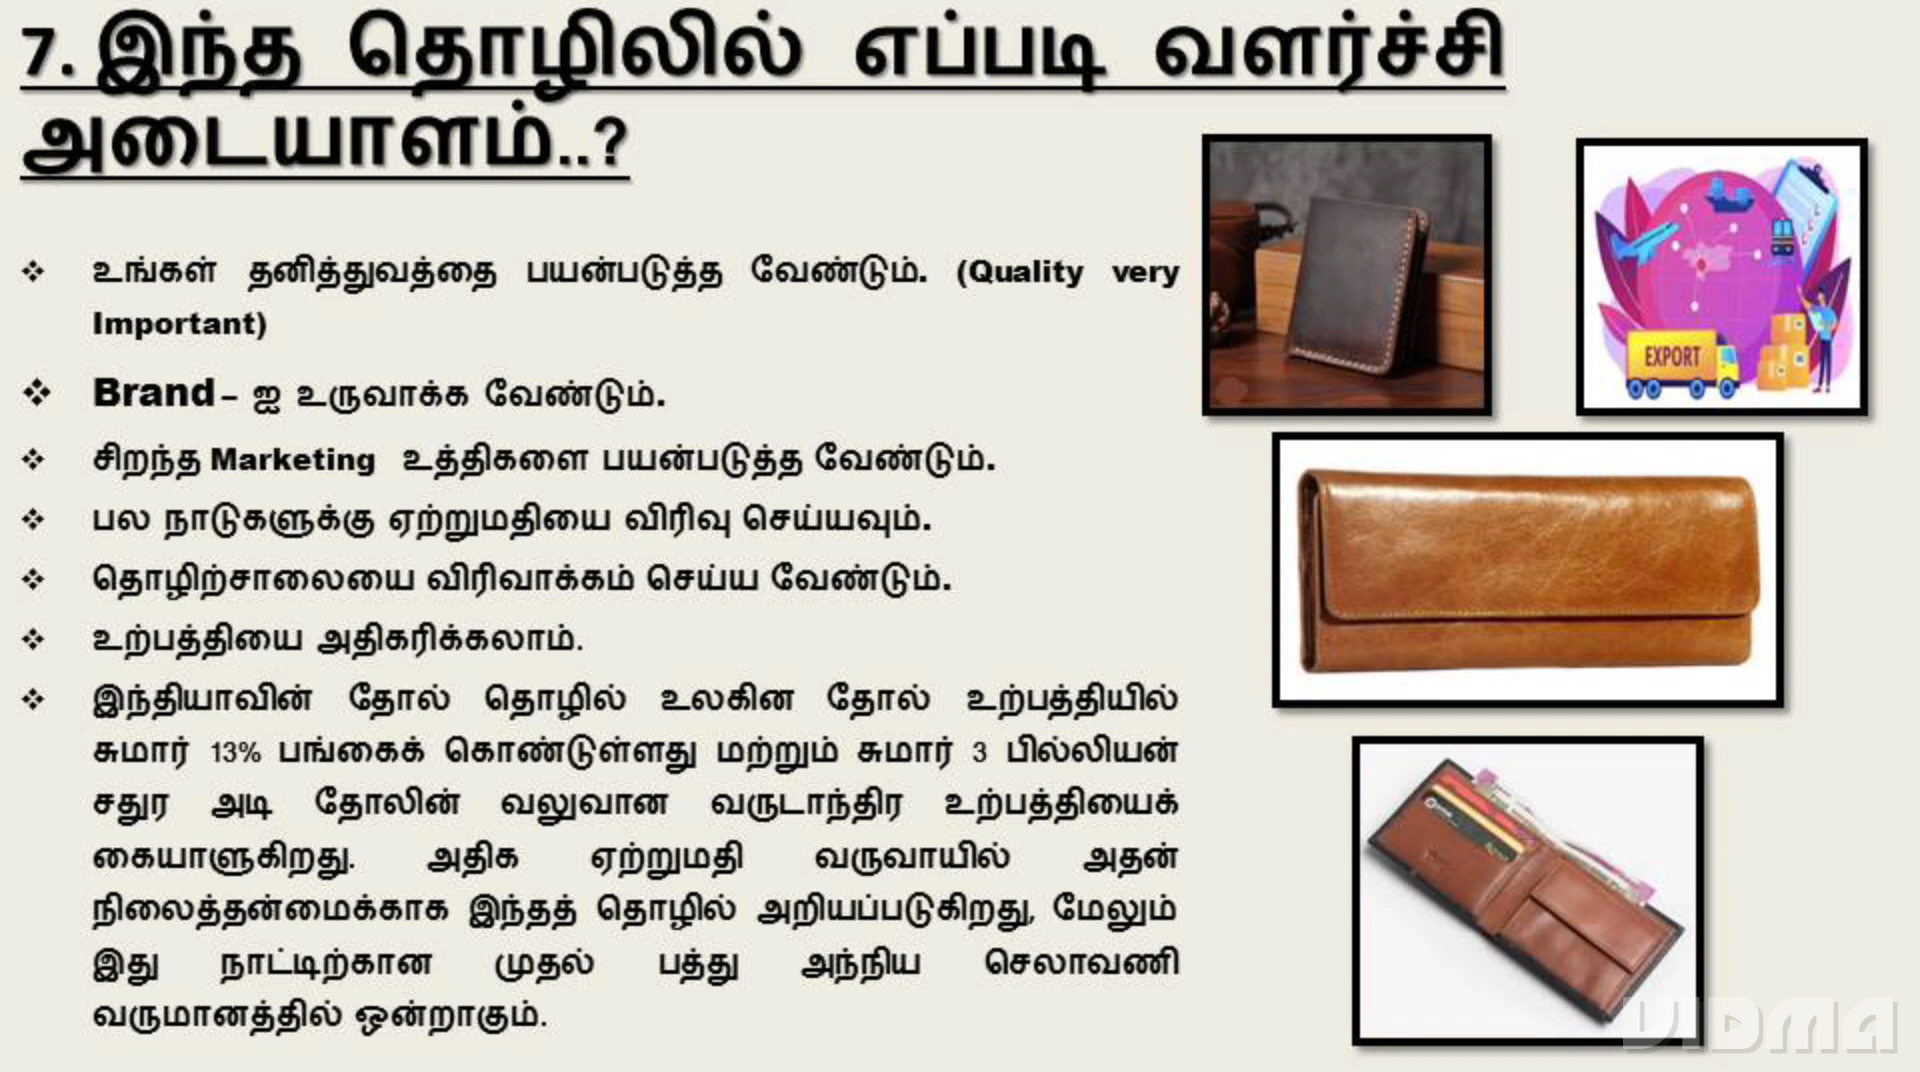 7. இந்த தொழிலில் எப்படி வளர்ச்சி
அடையாளம்..?
❖ உங்கள் தனித்துவத்தை பயன்படுத்த வேண்டும். (Quality very
Important)
❖ Brand– ஐ உருவாக்க வேண்டும்.
❖ சிறந்த Marketing உத்திகளை பயன்படுத்த வேண்டும்.
❖ பல நாடுகளுக்கு ஏற்றுமதியை விரிவு செய்யவும்.
❖ தொழிற்சாலையை விரிவாக்கம் செய்ய வேண்டும்.
❖ உற்பத்தியை அதிகரிக்கலாம்.
❖ இந்தியாவின் தோல் தொழில் உலகின தோல் உற்பத்தியில்
சுமார் 13% பங்கைக் கொண்டுள்ளது மற்றும் சுமார் 3 பில்லியன்
சதுர அடி தோலின் வலுவான வருடாந்திர உற்பத்தியைக்
கையாளுகிறது. அதிக ஏற்றுமதி வருவாயில் அதன்
நிலைத்தன்மைக்காக இந்தத் தொழில் அறியப்படுகிறது, மேலும்
இது நாட்டிற்கான முதல் பத்து அந்நிய செலாவணி
வருமானத்தில் ஒன்றாகும்.
EXPORT
VIDMA